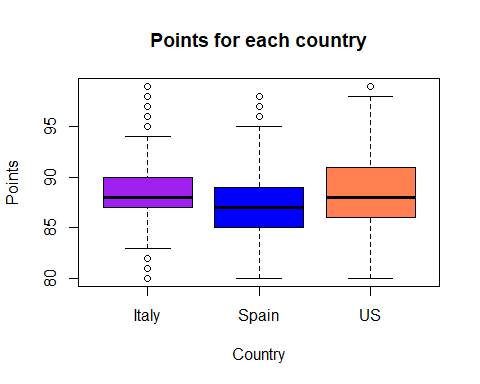 Points for each country
Points
95
90
85
80
Italy Spain US
Country